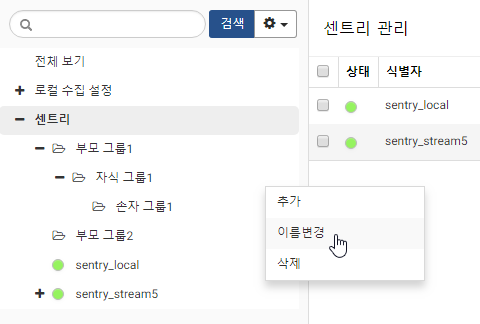 검색
전체 보기
로컬 수집 설정
센트리
부모 그룹1
자식 그룹1
손자 그룹1
부모 그룹2
sentry_local
sentry_stream5
센트리 관리
상태 식별자
sentry_local
sentry_stream5
추가
이름변경
삭제